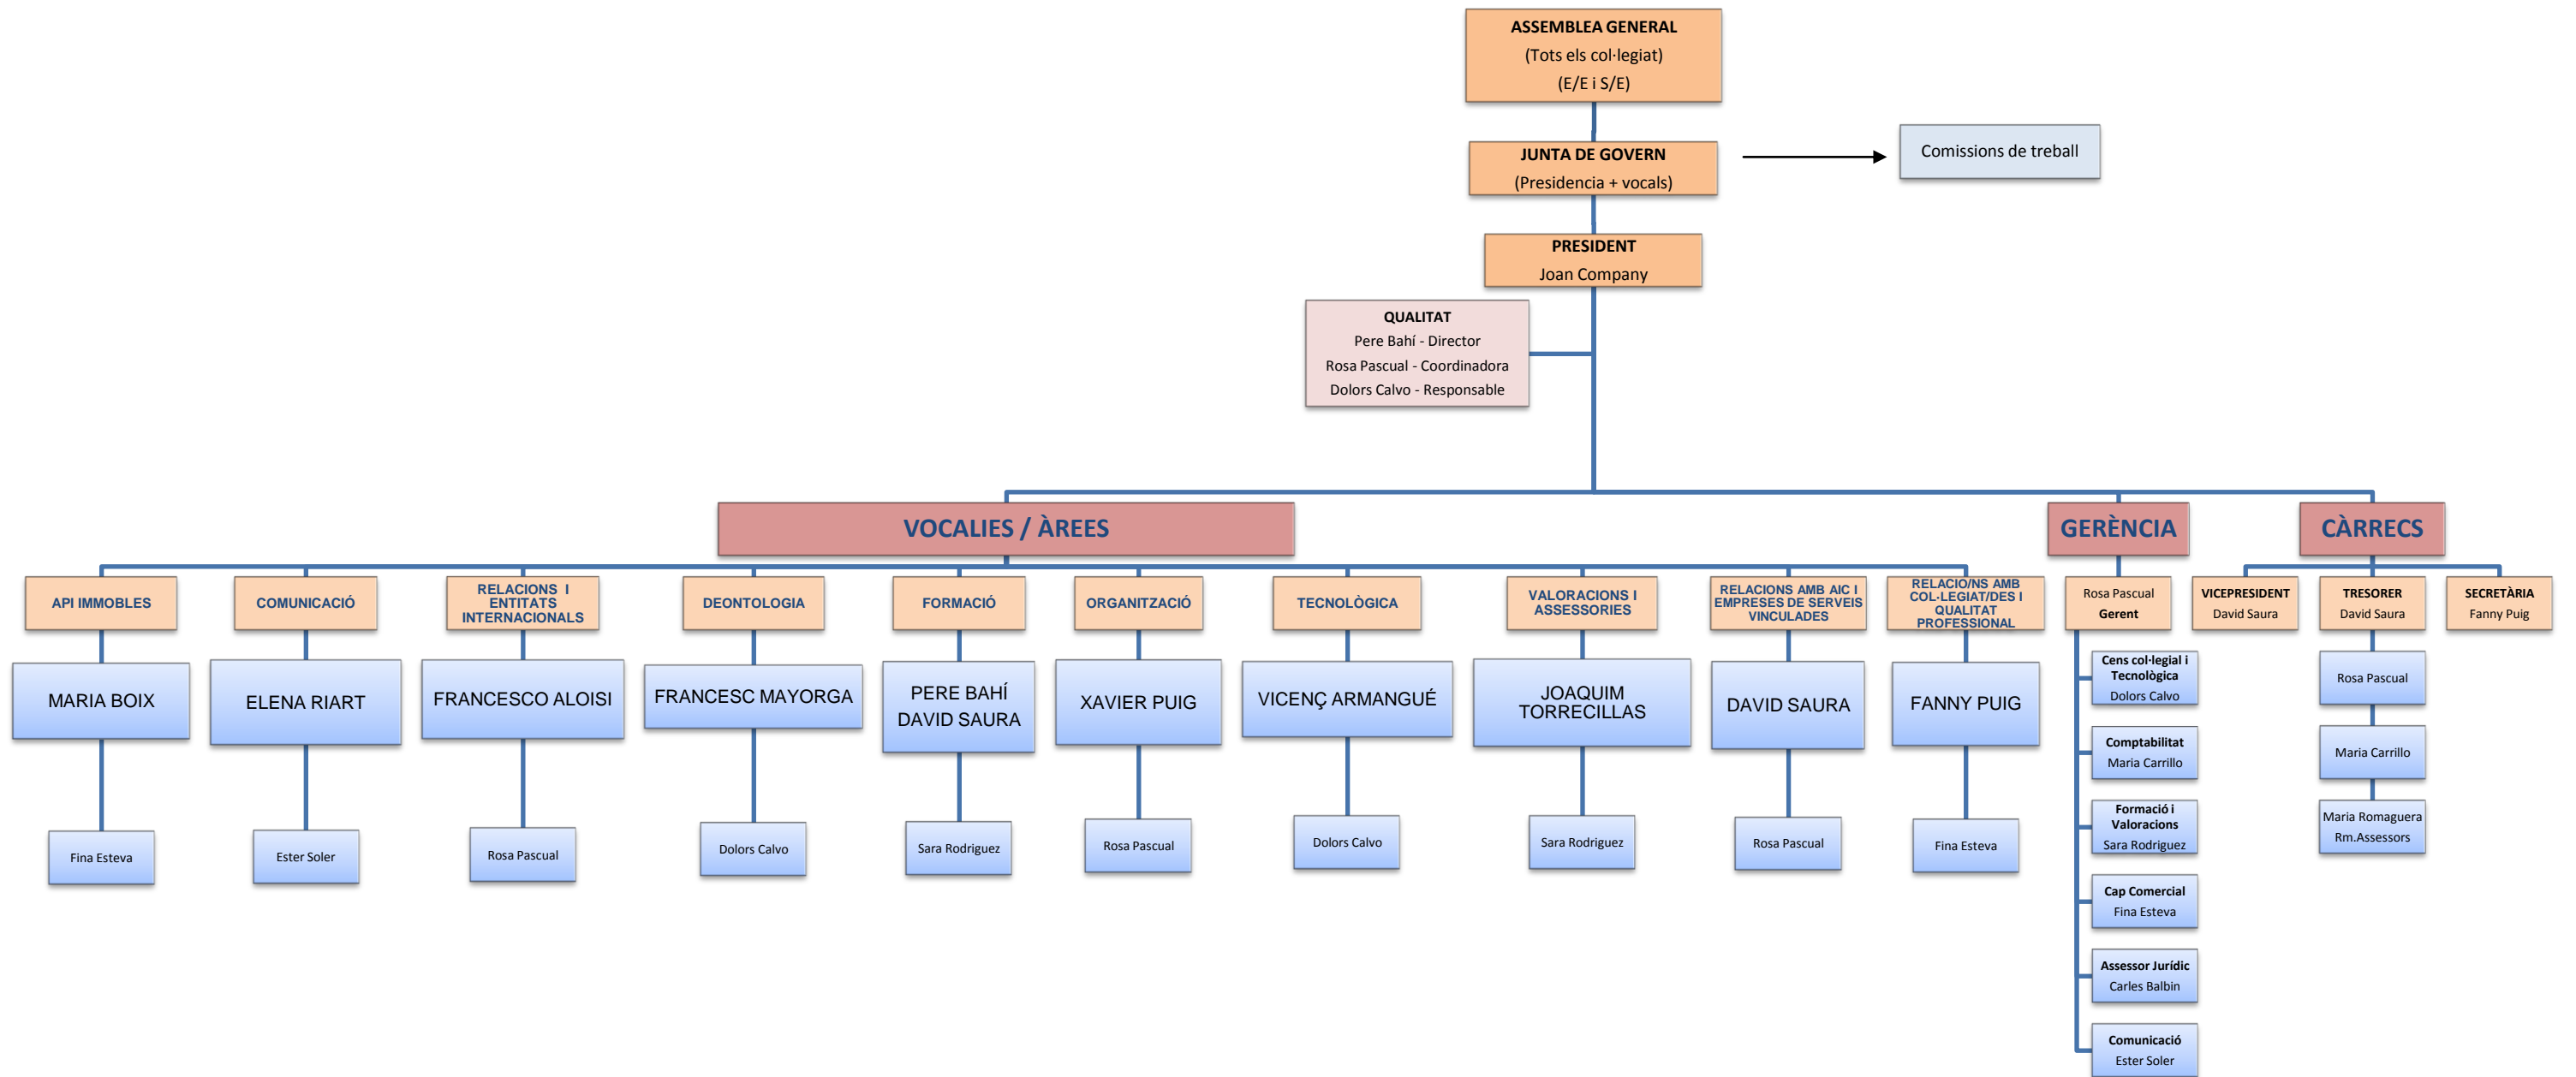 ASSEMBLEA GENERAL
(Tots els col·legiat)
(E/E i S/E)
JUNTA DE GOVERN
(Presidencia + vocals)
Comissions de treball
PRESIDENT
Joan Company
QUALITAT
Pere Bahí - Director
Rosa Pascual - Coordinadora
Dolors Calvo - Responsable
VOCALIES / ÀREES
GERÈNCIA
CÀRRECS
API IMMOBLES
COMUNICACIÓ
RELACIONS I
ENTITATS
INTERNACIONALS
DEONTOLOGIA
FORMACIÓ
ORGANITZACIÓ
TECNOLÒGICA
VALORACIONS I
ASSESSORIES
RELACIONS AMB AIC I
EMPRESES DE SERVEIS
VINCULADES
RELACIO/NS AMB
COL·LEGIAT/DES I
QUALITAT
PROFESSIONAL
Rosa Pascual
Gerent
VICEPRESIDENT
David Saura
TRESORER
David Saura
SECRETÀRIA
Fanny Puig
MARIA BOIX
ELENA RIART
FRANCESCO ALOISI
FRANCESC MAYORGA
PERE BAHÍ
DAVID SAURA
XAVIER PUIG
VICENÇ ARMANGUÉ
JOAQUIM
TORRECILLAS
DAVID SAURA
FANNY PUIG
Fina Esteva
Ester Soler
Rosa Pascual
Dolors Calvo
Sara Rodriguez
Rosa Pascual
Dolors Calvo
Sara Rodriguez
Rosa Pascual
Fina Esteva
Cens col·legial i
Tecnològica
Dolors Calvo
Comptabilitat
Maria Carrillo
Formació i
Valoracions
Sara Rodriguez
Cap Comercial
Fina Esteva
Assessor Jurídic
Carles Balbin
Comunicació
Ester Soler
Rosa Pascual
Maria Carrillo
Maria Romaguera
Rm.Assessors